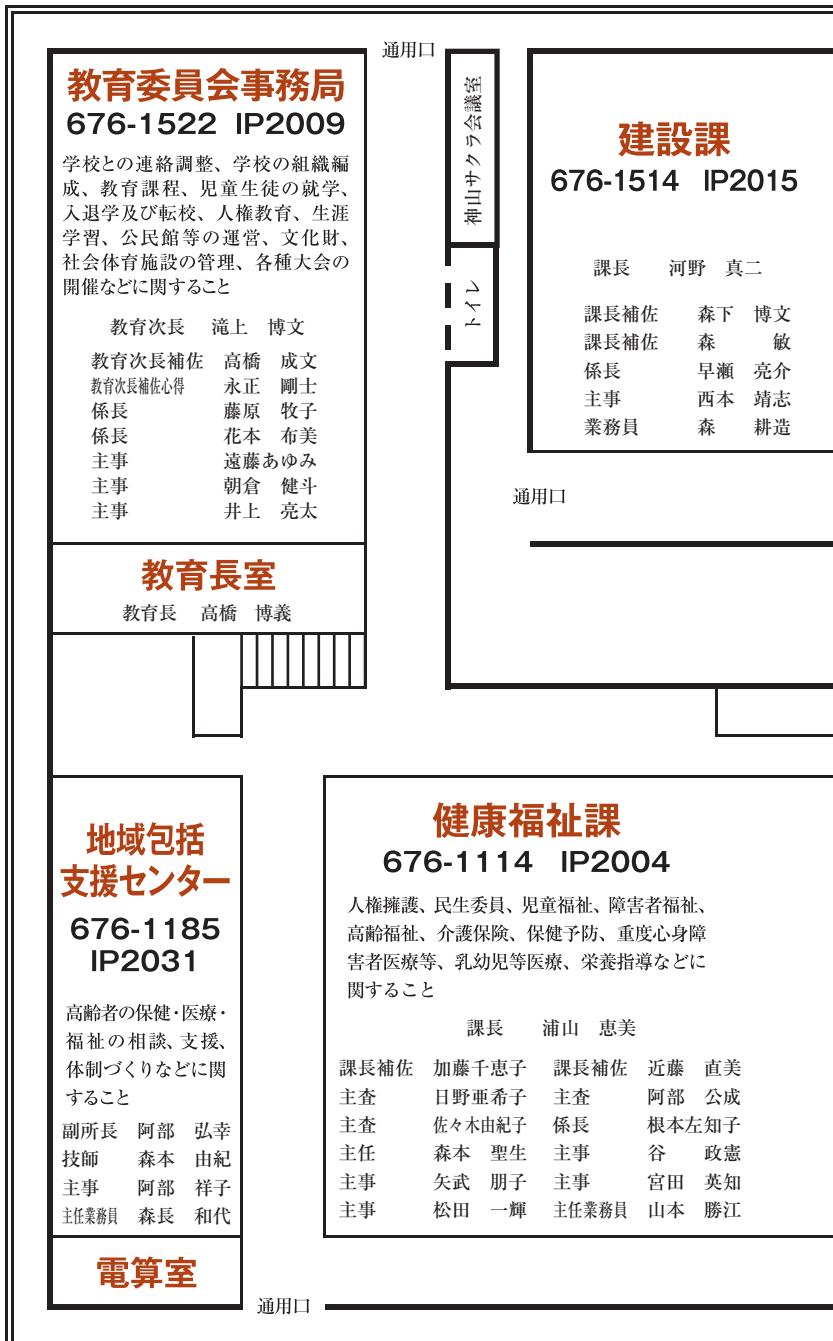 通用口
教育委員会事務局
676-1522 IP2009
学校との連絡調整、学校の組織編
成、教育課程、児童生徒の就学、
入退学及び転校、人権教育、生涯
学習、公民館等の運営、文化財、
社会体育施設の管理、各種大会の
開催などに関すること
教育次長 滝上 博文
教育次長補佐 高橋 成文
教育次長補佐心得 永正 剛士
係長 藤原 牧子
係長 花本 布美
主事 遠藤あゆみ
主事 朝倉 健斗
主事 井上 亮太
教育長室
教育長 高橋 博義
神山サクラ会議室
トイレ
建設課
676-1514 IP2015
課長 河野 真二
課長補佐 森下 博文
課長補佐 森 敏
係長 早瀬 亮介
主事 西本 靖志
業務員 森 耕造
通用口
地域包括
支援センター
676-1185
IP2031
高齢者の保健・医療・
福祉の相談、支援、
体制づくりなどに関
すること
副所長 阿部 弘幸
技師 森本 由紀
主事 阿部 祥子
主任業務員 森長 和代
電算室
健康福祉課
676-1114 IP2004
人権擁護、民生委員、児童福祉、障害者福祉、
高齢福祉、介護保険、保健予防、重度心身障
害者医療等、乳幼児等医療、栄養指導などに
関すること
課長 浦山 恵美
課長補佐 加藤千恵子 課長補佐 近藤 直美
主査 日野亜希子 主査 阿部 公成
主査 佐々木由紀子 係長 根本左知子
主任 森本 聖生 主事 谷 政憲
主事 矢武 朋子 主事 宮田 英知
主事 松田 一輝 主任業務員 山本 勝江
通用口